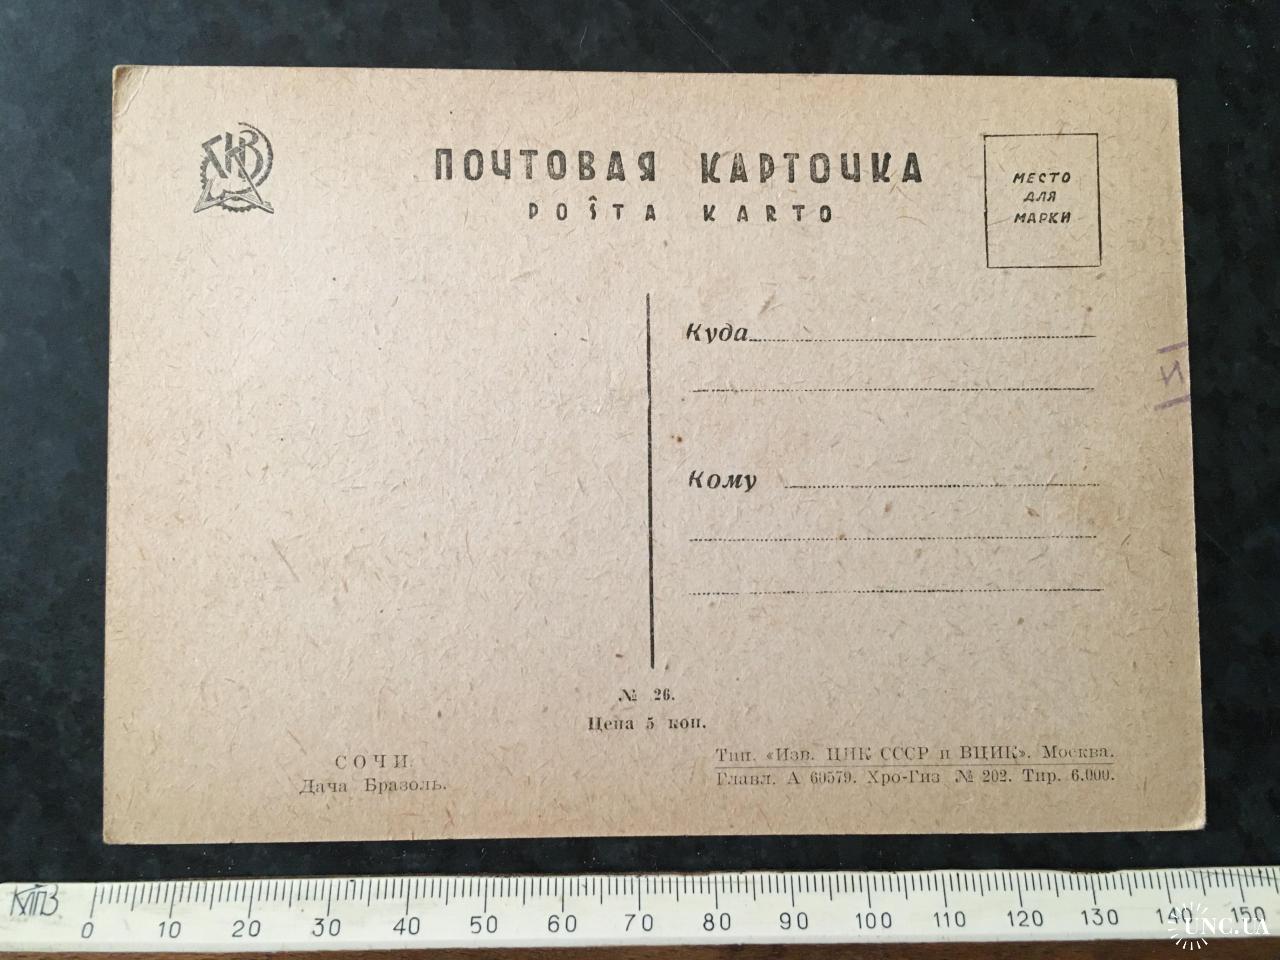 ПОЧТОВАЯ КАРТОЧКА
POŜTA KARTO
МЕСТО
ДЛЯ
МАРКИ
Куда
Кому
№ 26.
Цена 5 коп.
СОЧИ.
Дача Бразоль.
Тип. «Изв. ЦИК СССР и ВЦИК». Москва.
Главл. А 60579. Хро-Гиз № 202. Тир. 6.000.
0 10 20 30 40 50 60 70 80 90 100 110 120 130 140 150
UNC.UA